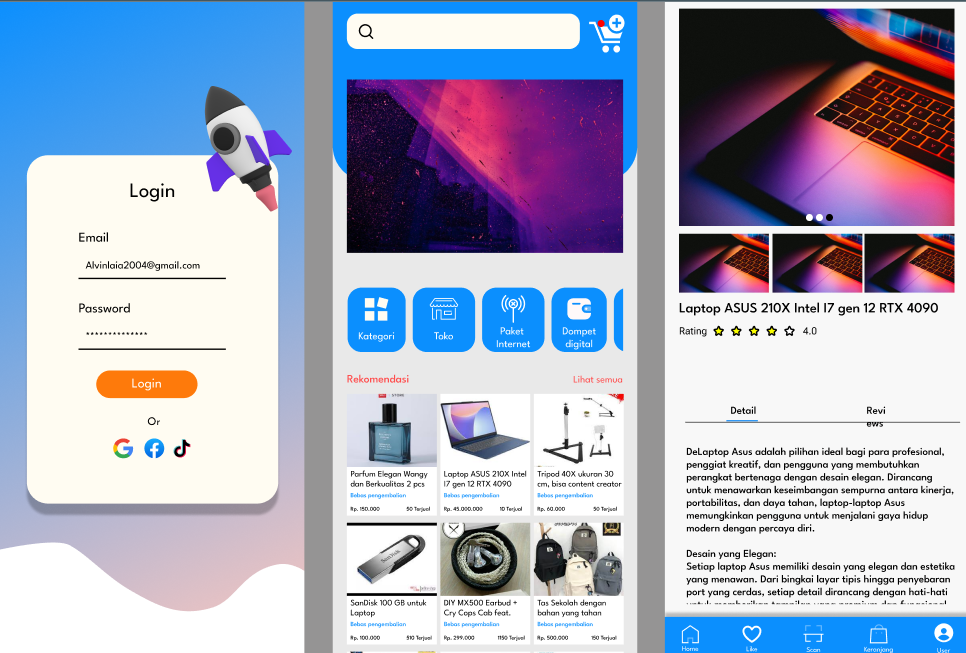 Login
Email
Alvinlaia2004@gmail.com
Password
**************
Login
Or
Kategori
Toko
Paket
Internet
Dompet
digital
Rekomendasi
Lihat semua
Parfum Elegan Wangy
dan Berkualitas 2 pcs
Bebas pengembalian
Rp. 150.000
50 Terjual
Laptop ASUS 210X Intel
I7 gen 12 RTX 4090
Bebas pengembalian
Rp. 45.000.000
10 Terjual
Tripod 40X ukuran 30
cm, bisa content creator
Bebas pengembalian
Rp. 60.000
50 Terjual
SanDisk
SanDisk 100 GB untuk
Laptop
Bebas pengembalian
Rp. 100.000
510 Terjual
DIY MX500 Earbud +
Cry Cops Cab feat.
Bebas pengembalian
Rp. 299.000
1150 Terjual
Tas Sekolah dengan
bahan yang tahan
Bebas pengembalian
Rp. 500.000
150 Terjual
Laptop ASUS 210X Intel I7 gen 12 RTX 4090
Rating
4.0
Detail
Revi
ews
DeLaptop Asus adalah pilihan ideal bagi para profesional,
penggiat kreatif, dan pengguna yang membutuhkan
perangkat bertenaga dengan desain elegan. Dirancang
untuk menawarkan keseimbangan sempurna antara kinerja,
portabilitas, dan daya tahan, laptop-laptop Asus
memungkinkan pengguna untuk menjalani gaya hidup
modern dengan percaya diri.
Desain yang Elegan:
Setiap laptop Asus memiliki desain yang elegan dan estetika
yang menawan. Dari bingkai layar tipis hingga penyebaran
port yang cerdas, setiap detail dirancang dengan hati-hati
untuk memberikan tampilan yang premium dan fungsional
Home
Like
Scan
Keranjang
User